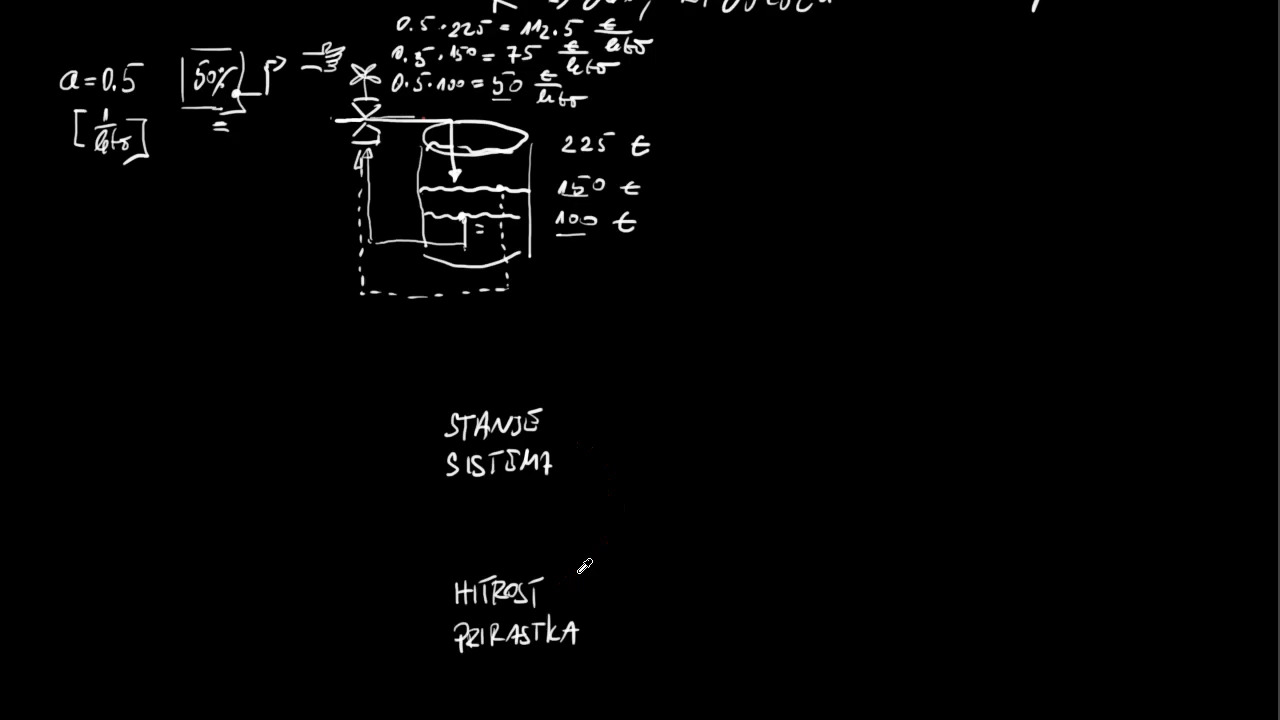 0.5 · 225 = 112.5 €/leto
0.5 · 150 = 75 €/leto
0.5 · 100 = 50 €/leto
a = 0.5
50%
[1/leto]
225 €
150 €
100 €
=
STANJE
SISTEMA
HITROST
PRIRASTKA